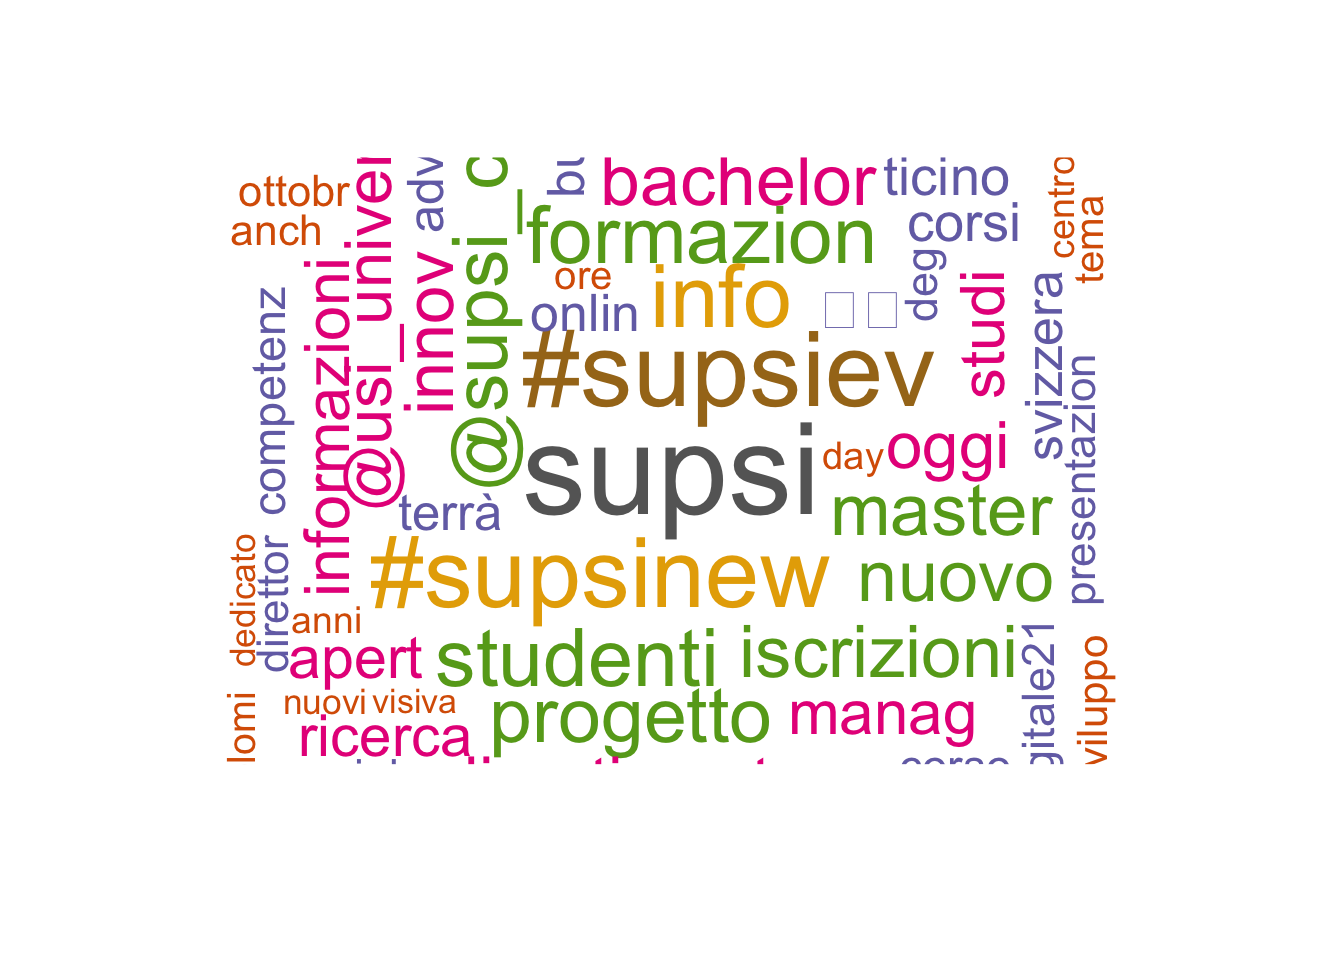 bachelor
ticino
ottobr
anch
formazion
corsi
centro
tema
ore
info
onlin
deg
studi
svizzera
innov
informazioni
competenz
#supsiev
supsi
day
oggi
presentazion
terrà
master
#supsinew
nuovo
dedicato
direttor
anni
apert
studenti
iscrizioni
nuovi
visiva
ricerca
progetto
manag
@usi_univer
@supsi_c
adv
lomi
gitale21
viluppo
corso